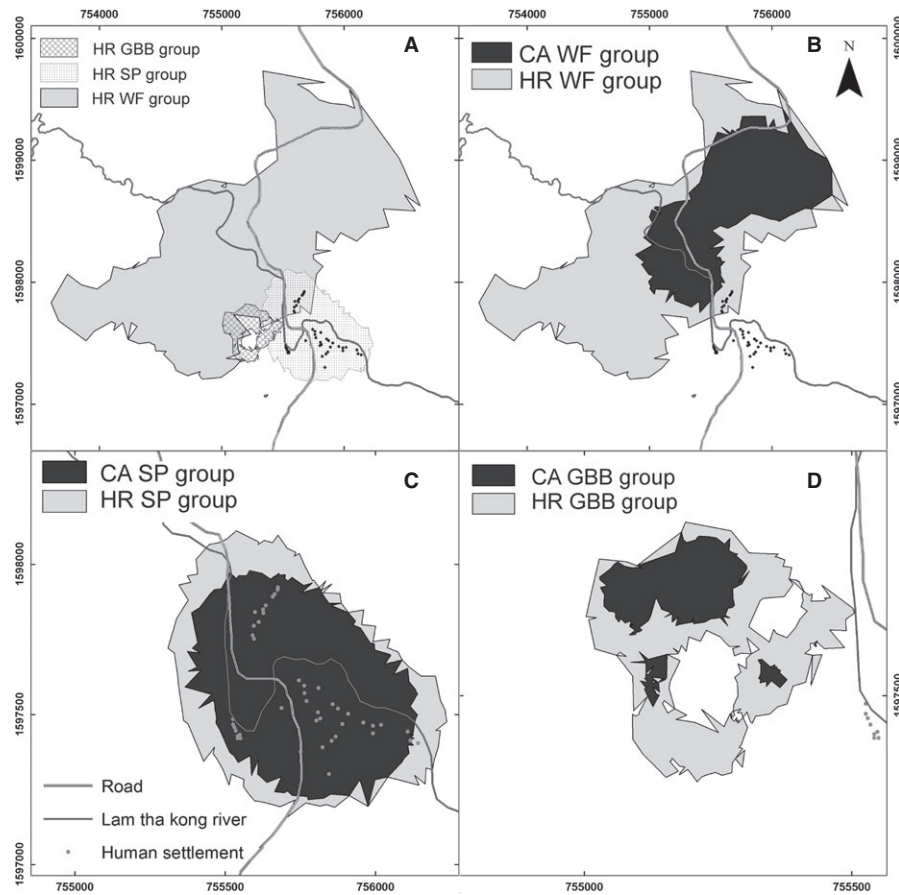 754000 755000 756000
754000 755000 756000
1600000
1599000
1598000
1597000
HR GBB group
HR SP group
HR WF group
A
CA WF group
HR WF group
B
N
1600000
1599000
1598000
1597000
CA SP group
HR SP group
C
1598000
1597500
1597000
Road
Lam tha kong river
Human settlement
CA GBB group
HR GBB group
D
1597500
755000 755500 756000
755000 755500